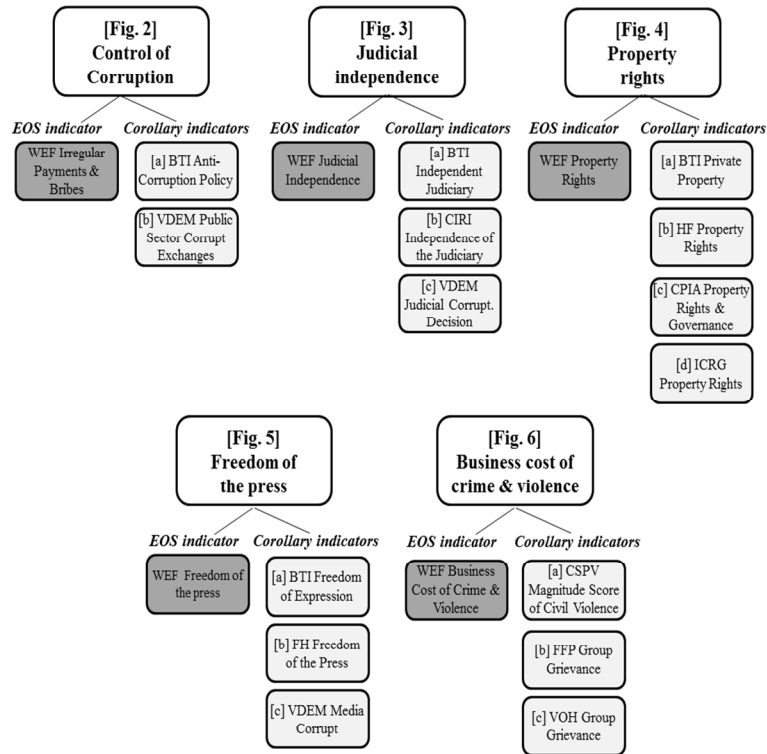 [Fig. 2]
Control of
Corruption
EOS indicator
Corollary indicators
WEF Irregular
Payments &
Bribes
[a] BTI Anti-
Corruption Policy
[b] VDEM Public
Sector Corrupt
Exchanges
[Fig. 3]
Judicial
independence
EOS indicator
Corollary indicators
WEF Judicial
Independence
[a] BTI
Independent
Judiciary
[b] CIRI
Independence of
the Judiciary
[c] VDEM
Judicial Corrupt.
Decision
[Fig. 4]
Property
rights
EOS indicator
Corollary indicators
WEF Property
Rights
[a] BTI Private
Property
[b] HF Property
Rights
[c] CPIA Property
Rights &
Governance
[d] ICRG
Property Rights
[Fig. 5]
Freedom of
the press
EOS indicator
Corollary indicators
WEF Freedom of
the press
[a] BTI Freedom
of Expression
[b] FH Freedom
of the Press
[c] VDEM Media
Corrupt
[Fig. 6]
Business cost of
crime & violence
EOS indicator
Corollary indicators
WEF Business
Cost of Crime &
Violence
[a] CSPV
Magnitude Score
of Civil Violence
[b] FFP Group
Grievance
[c] VOH Group
Grievance